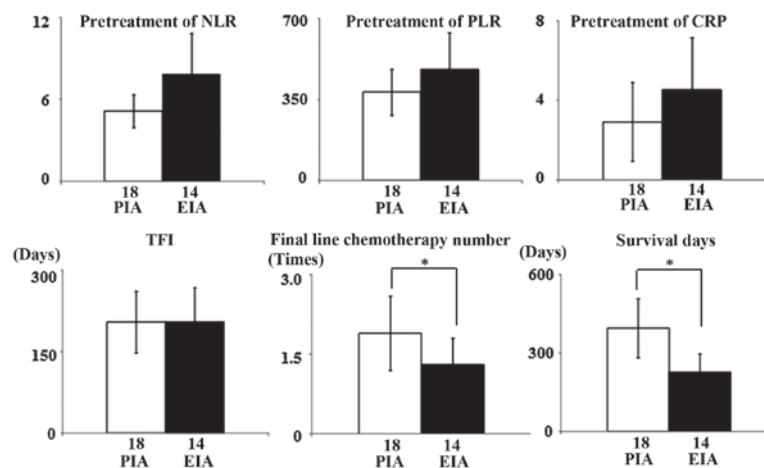 Pretreatment of NLR
12
6
0
18 14
PIA EIA
Pretreatment of PLR
700
350
0
18 14
PIA EIA
Pretreatment of CRP
8
4
0
18 14
PIA EIA
TFI
(Days)
300
150
0
18 14
PIA EIA
Final line chemotherapy number
(Times)
3.0
*
1.5
0
18 14
PIA EIA
Survival days
(Days)
600
*
300
0
18 14
PIA EIA